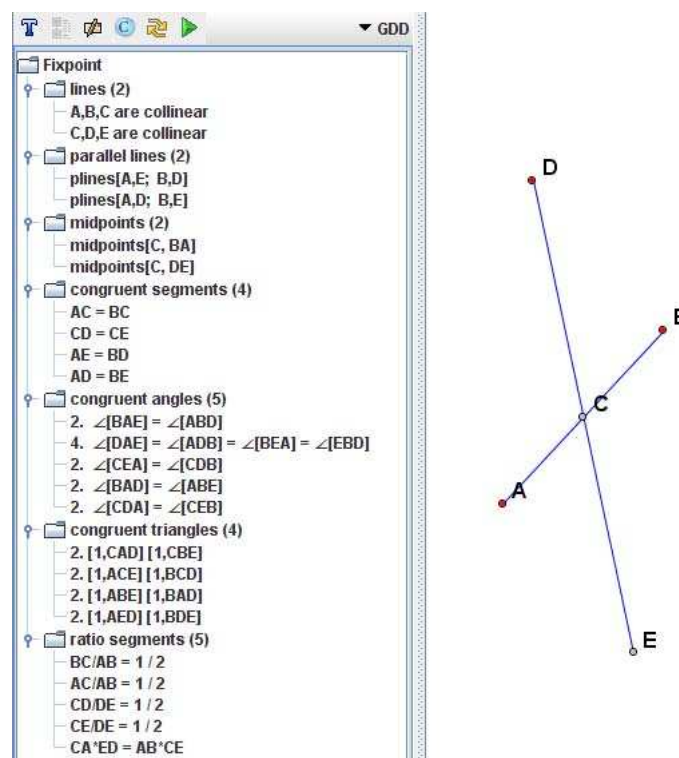 T C GDD
Fixpoint
lines (2)
A,B,C are collinear
C,D,E are collinear
parallel lines (2)
plines[A,E; B,D]
plines[A,D; B,E]
midpoints (2)
midpoints[C, BA]
midpoints[C, DE]
congruent segments (4)
AC = BC
CD = CE
AE = BD
AD = BE
congruent angles (5)
2. ∠[BAE] = ∠[ABD]
4. ∠[DAE] = ∠[ADB] = ∠[BEA] = ∠[EBD]
2. ∠[CEA] = ∠[CDB]
2. ∠[BAD] = ∠[ABE]
2. ∠[CDA] = ∠[CEB]
congruent triangles (4)
2. [1,CAD] [1,CBE]
2. [1,ACE] [1,BCD]
2. [1,ABE] [1,BAD]
2. [1,AED] [1,BDE]
ratio segments (5)
BC/AB = 1 / 2
AC/AB = 1 / 2
CD/DE = 1 / 2
CE/DE = 1 / 2
CA*ED = AB*CE
D
C
A
E